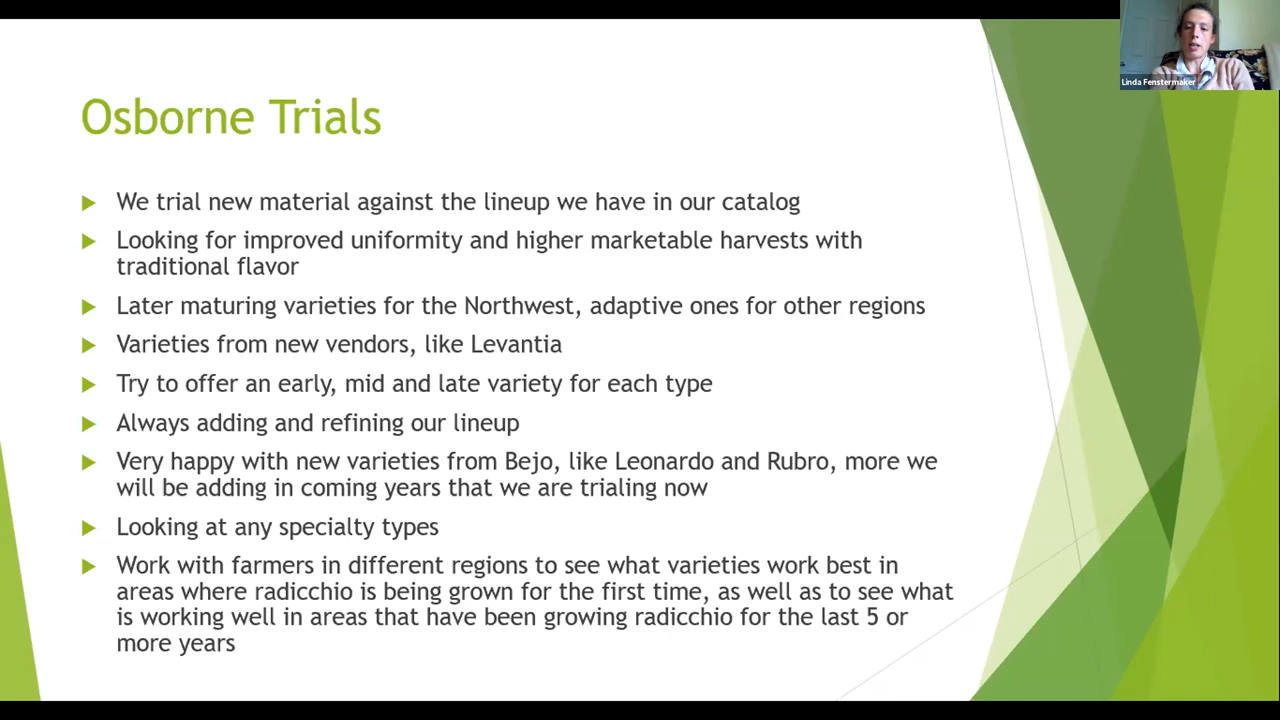 Linda Fenstermaker
Osborne Trials
We trial new material against the lineup we have in our catalog
Looking for improved uniformity and higher marketable harvests with
traditional flavor
Later maturing varieties for the Northwest, adaptive ones for other regions
Varieties from new vendors, like Levantia
Try to offer an early, mid and late variety for each type
Always adding and refining our lineup
Very happy with new varieties from Bejo, like Leonardo and Rubro, more we
will be adding in coming years that we are trialing now
Looking at any specialty types
Work with farmers in different regions to see what varieties work best in
areas where radicchio is being grown for the first time, as well as to see what
is working well in areas that have been growing radicchio for the last 5 or
more years